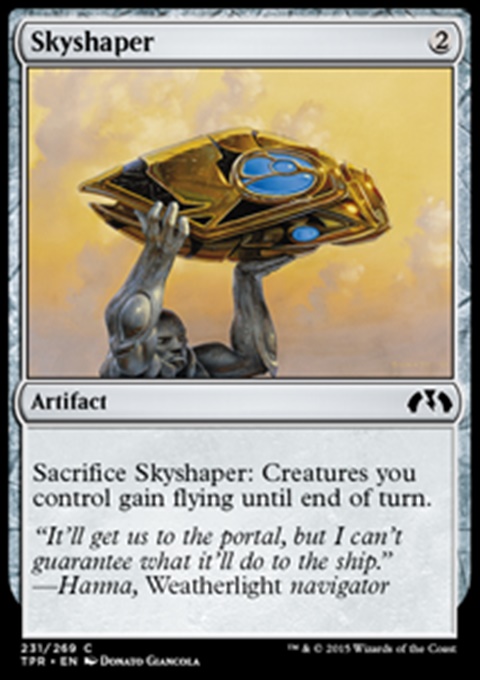 Skyshaper 2
Artifact
Sacrifice Skyshaper: Creatures you
control gain flying until end of turn.
“It’ll get us to the portal, but I can’t
guarantee what it’ll do to the ship.”
—Hanna, Weatherlight navigator
231/269 C ™ & © 2015 Wizards of the Coast
TPR • EN Donato Giancola